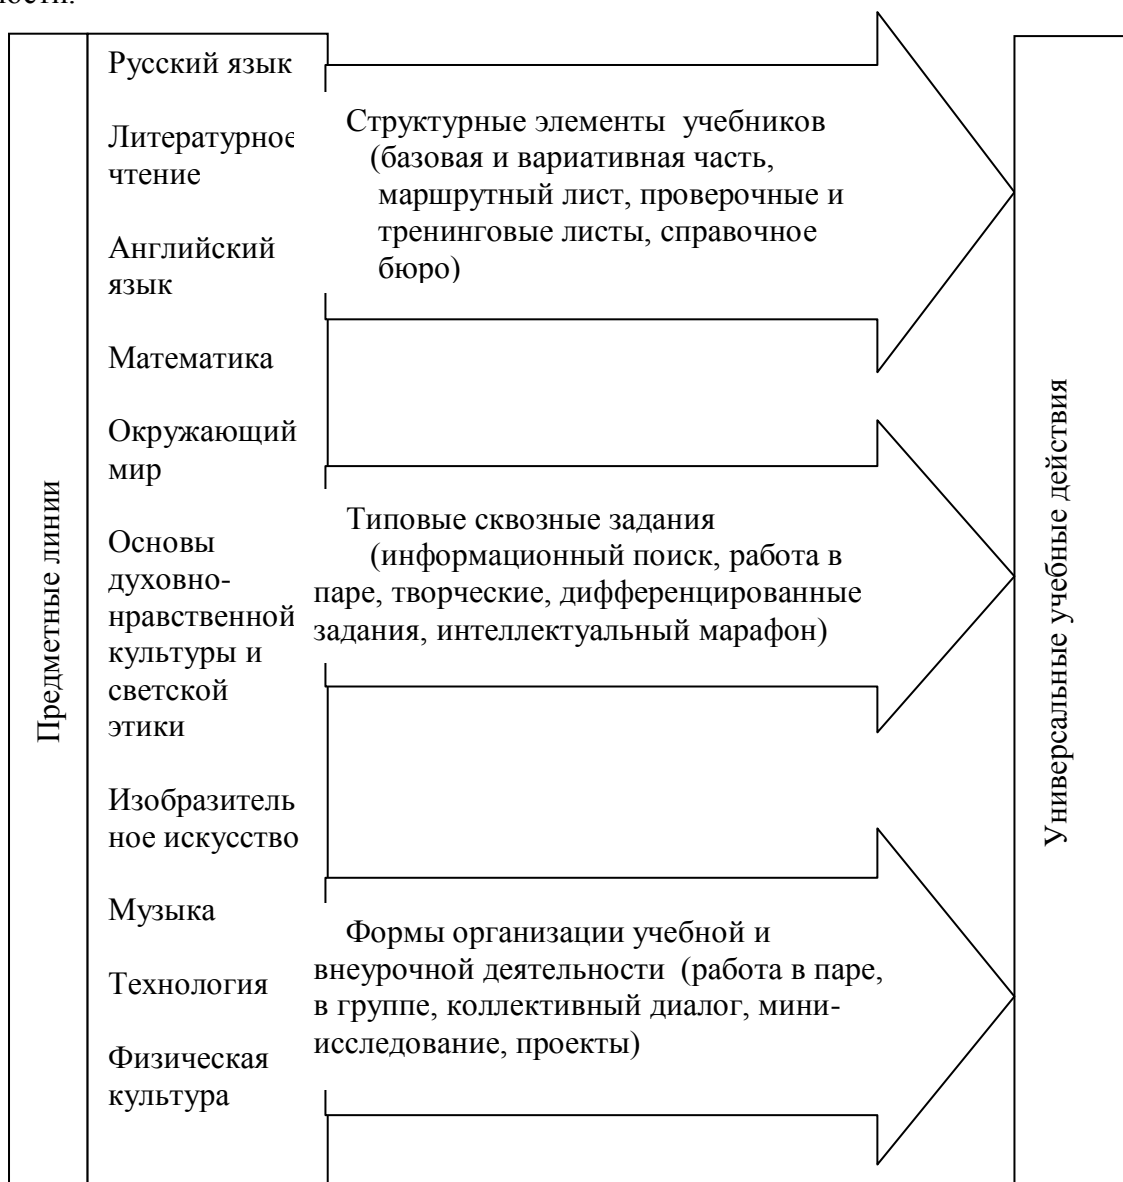 Предметные линии
Русский язык
Литературное
чтение
Английский
язык
Математика
Окружающий
мир
Основы
духовно-
нравственной
культуры и
светской
этики
Изобразитель
ное искусство
Музыка
Технология
Физическая
культура
Структурные элементы учебников
(базовая и вариативная часть,
маршрутный лист, проверочные и
тренинговые листы, справочное
бюро)
Типовые сквозные задания
(информационный поиск, работа в
паре, творческие, дифференцированные
задания, интеллектуальный марафон)
Формы организации учебной и
внеурочной деятельности (работа в паре,
в группе, коллективный диалог, мини-
исследование, проекты)
Универсальные учебные действия